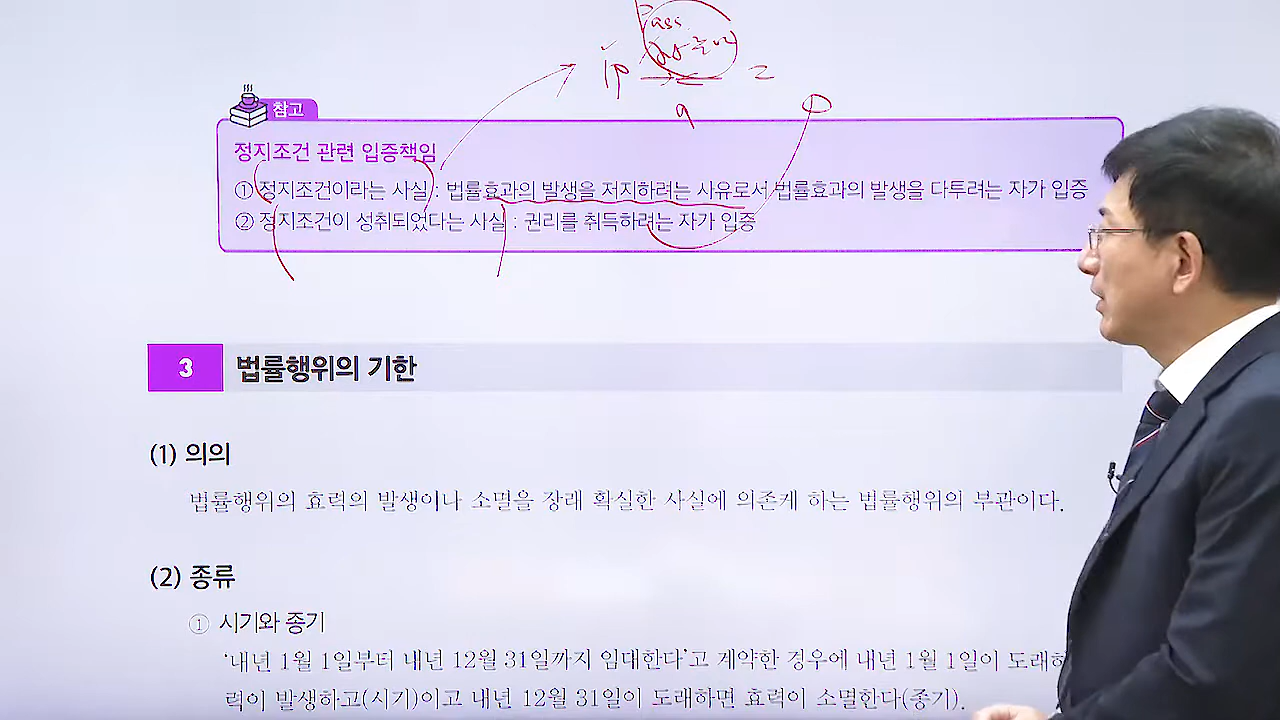 Pass
참고
정지조건 관련 입증책임
① 정지조건이라는 사실 : 법률효과의 발생을 저지하려는 사유로서 법률효과의 발생을 다투려는 자가 입증
② 정지조건이 성취되었다는 사실 : 권리를 취득하려는 자가 입증
3 법률행위의 기한
(1) 의의
법률행위의 효력의 발생이나 소멸을 장래 확실한 사실에 의존케 하는 법률행위의 부관이다.
(2) 종류
① 시기와 종기
‘내년 1월 1일부터 내년 12월 31일까지 임대한다’고 계약한 경우에 내년 1월 1일이
력이 발생하고(시기)이고 내년 12월 31일이 도래하면 효력이 소멸한다(종기).